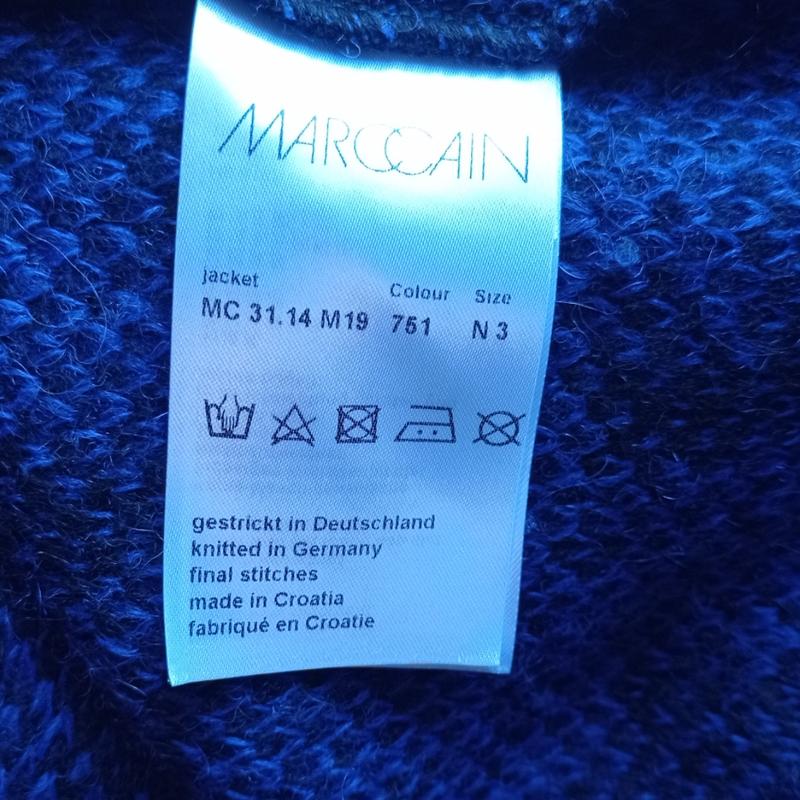 MARCCAIN
jacket
Colour Size
MC 31.14 M19 751 N 3
gestrickt in Deutschland
knitted in Germany
final stitches
made in Croatia
fabriqué en Croatie